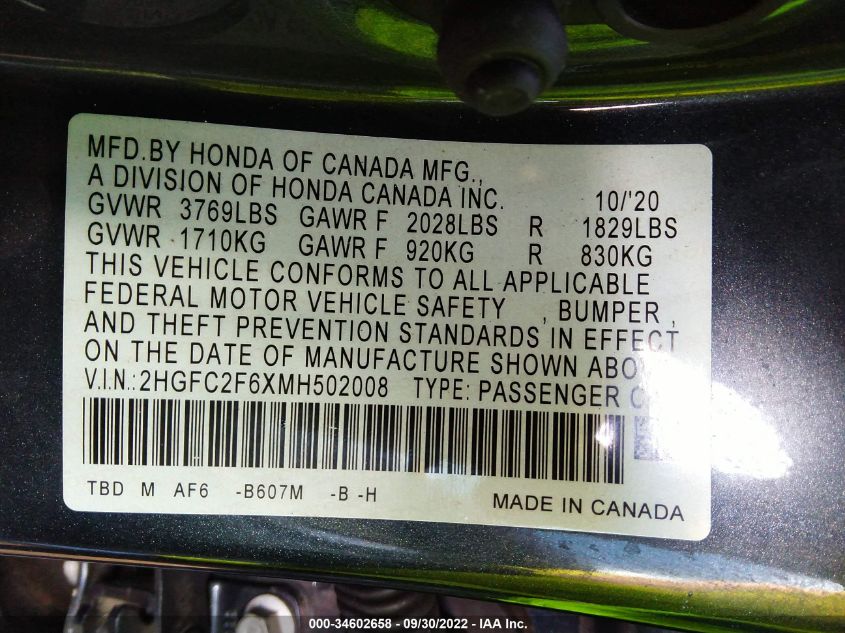 MFD.BY HONDA OF CANADA MFG.,
A DIVISION OF HONDA CANADA INC. 10/'20
GVWR 3769LBS GAWR F 2028LBS R 1829LBS
GVWR 1710KG GAWR F 920KG R 830KG
THIS VEHICLE CONFORMS TO ALL APPLICABLE
FEDERAL MOTOR VEHICLE SAFETY , BUMPER ,
AND THEFT PREVENTION STANDARDS IN EFFECT
ON THE DATE OF MANUFACTURE SHOWN
V.I.N.:2HGFC2F6XMH502008 TYPE: PASSENGER
TBD M AF6 -B607M -B -H
MADE IN CANADA
000-34602658 - 09/30/2022 - IAA Inc.